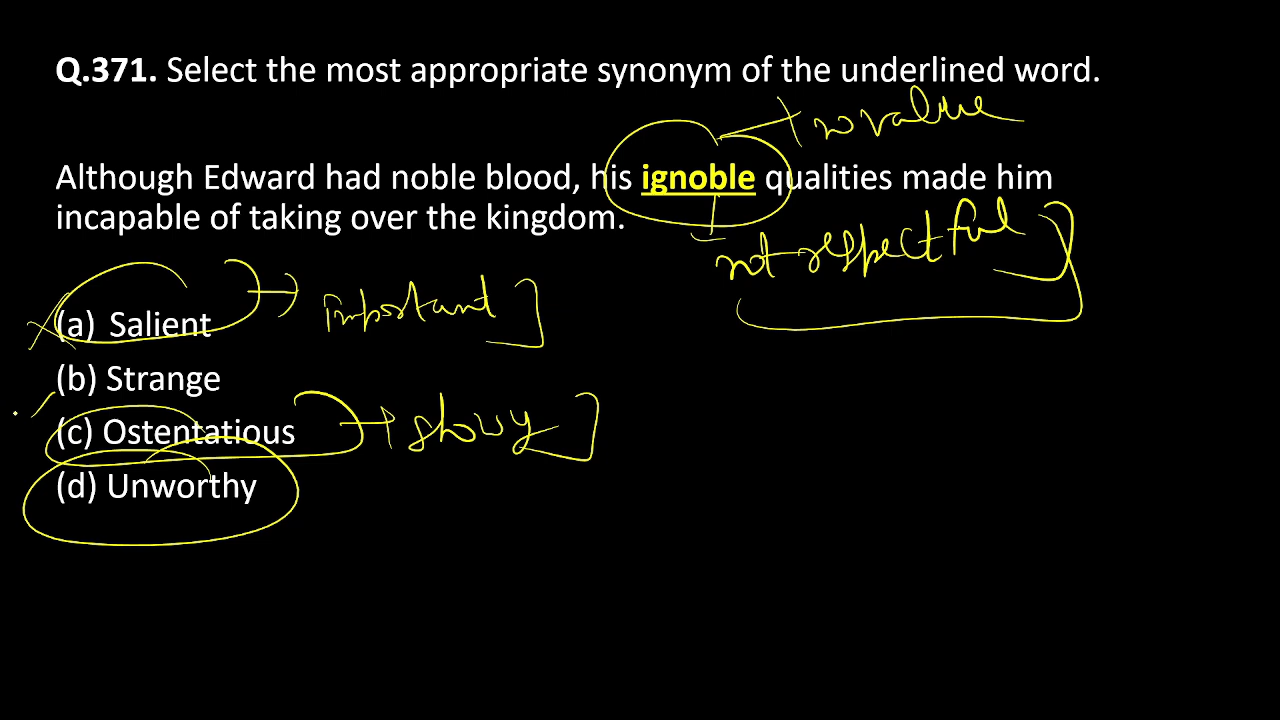 Q.371. Select the most appropriate synonym of the underlined word.
value
Although Edward had noble blood, his ignoble qualities made him
incapable of taking over the kingdom.
not respectful
important
(a) Salient
(b) Strange
(c) Ostentatious
showy
(d) Unworthy